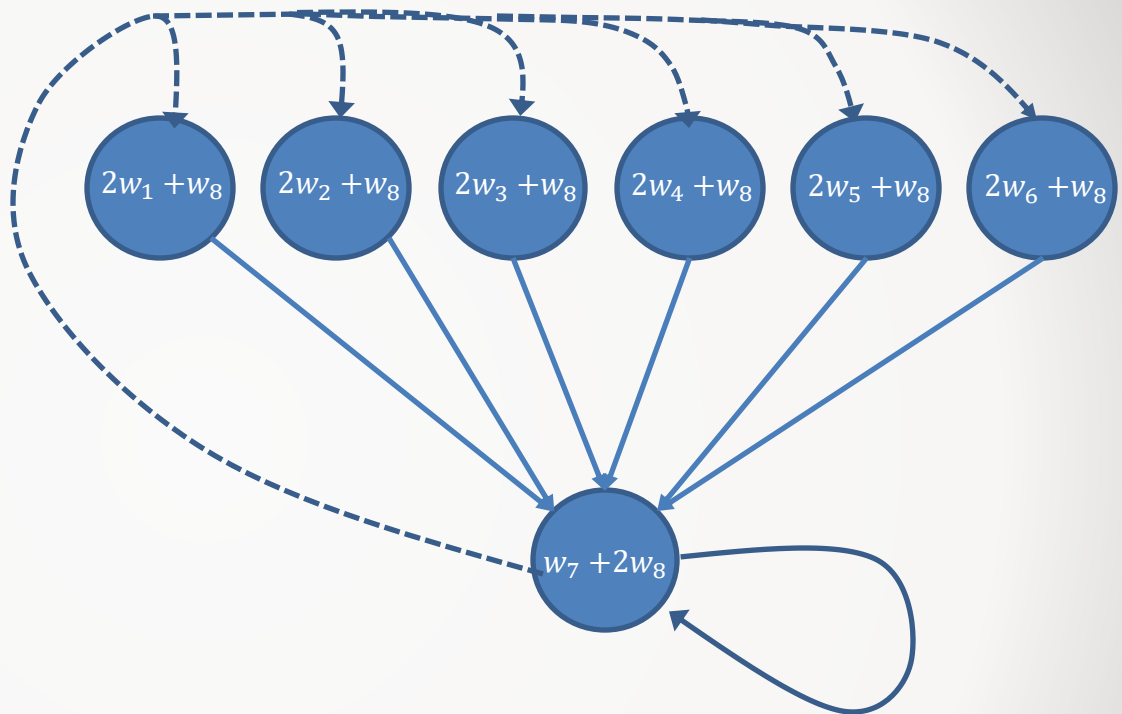 2w₁ +w₈
2w₂ +w₈
2w₃ +w₈
2w₄ +w₈
2w₅ +w₈
2w₆ +w₈
w₇ +2w₈